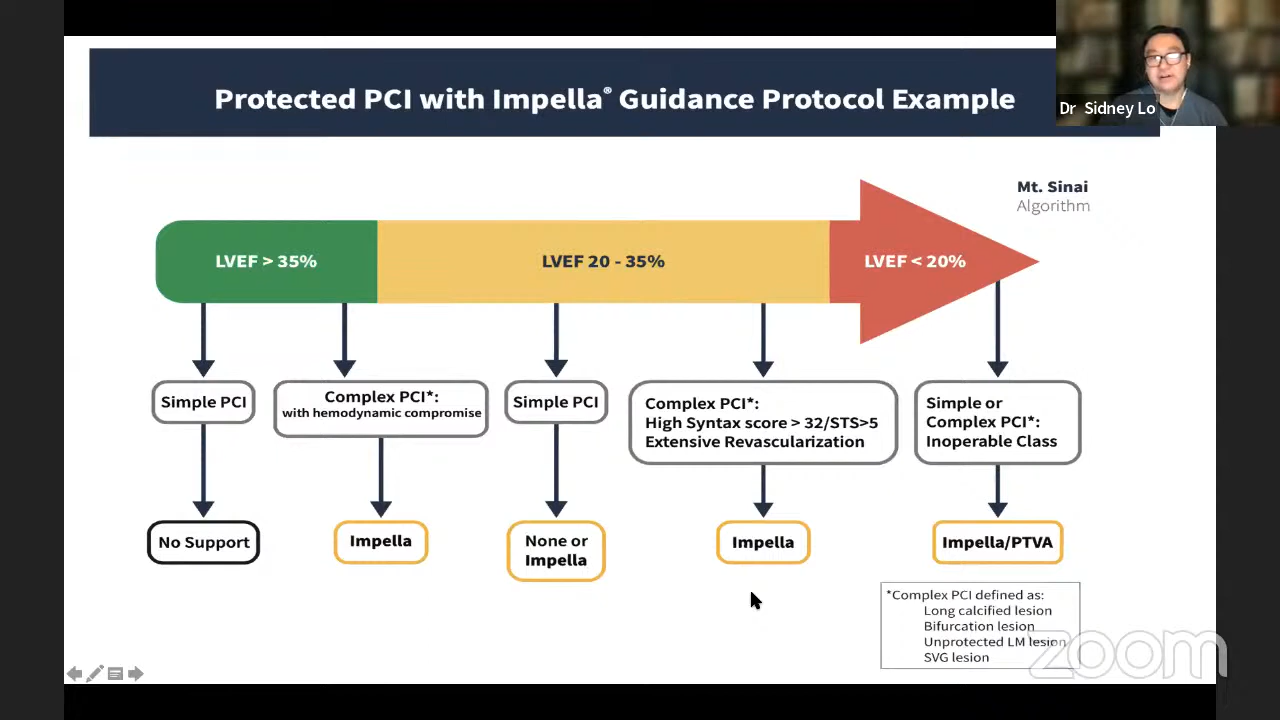 Protected PCI with Impella® Guidance Protocol Example
Dr Sidney Lo
Mt. Sinai
Algorithm
LVEF > 35%
LVEF 20 - 35%
LVEF < 20%
Simple PCI
Complex PCI*:
with hemodynamic compromise
Simple PCI
Complex PCI*:
High Syntax score > 32/STS>5
Extensive Revascularization
Simple or
Complex PCI*:
Inoperable Class
No Support
Impella
None or
Impella
Impella
Impella/PTVA
*Complex PCI defined as:
Long calcified lesion
Bifurcation lesion
Unprotected LM lesion
SVG lesion
zoom